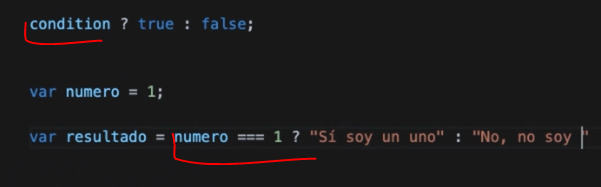 condition ? true : false;
var numero = 1;
var resultado = numero === 1 ? "Sí soy un uno" : "No, no soy "